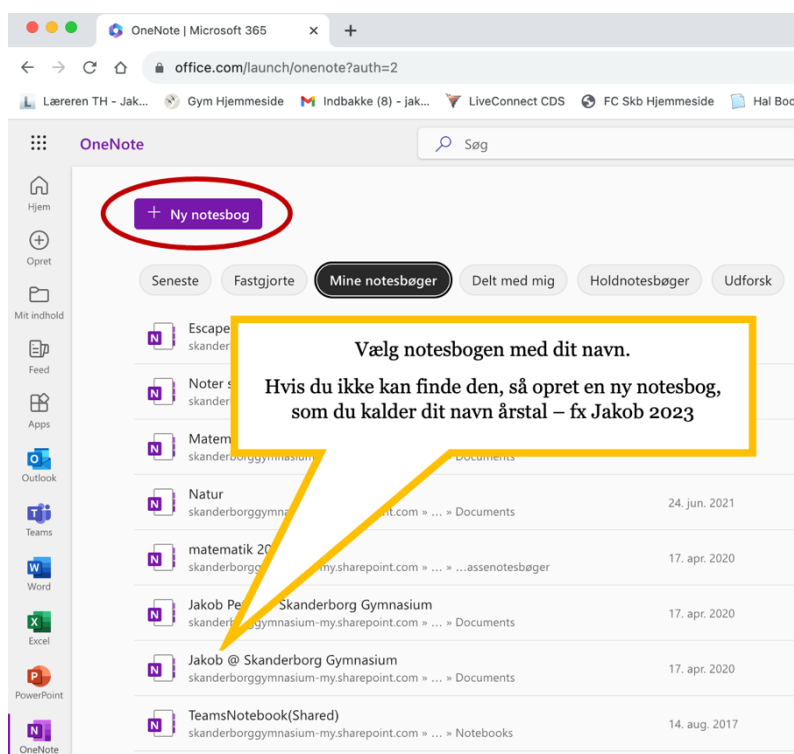 OneNote | Microsoft 365
office.com/launch/onenote?auth=2
Læreren TH - Jak... Gym Hjemmeside Indbakke (8) – jak... LiveConnect CDS FC Skb Hjemmeside Hal Boo
OneNote Søg
Hjem
+ Ny notesbog
Opret
Seneste Fastgjorte Mine notesbøger Delt med mig Holdnotesbøger Udforsk
Mit indhold
Feed
Apps
Outlook
Teams
Word
Excel
PowerPoint
OneNote
Escape
skander
Noter s
skander
Vælg notesbogen med dit navn.
Hvis du ikke kan finde den, så opret en ny notesbog,
som du kalder dit navn årstal – fx Jakob 2023
Matem
skanderborggymnasium » Documents
Natur 24. jun. 2021
skanderborggymna t.com » ... » Documents
matematik 20 17. apr. 2020
skanderborgg my.sharepoint.com » ... » ...assenotesbøger
Jakob Pe Skanderborg Gymnasium 17. apr. 2020
skanderborggymnasium-my.sharepoint.com » ... » Documents
Jakob @ Skanderborg Gymnasium 17. apr. 2020
skanderborggymnasium-my.sharepoint.com » ... » Documents
TeamsNotebook(Shared) 14. aug. 2017
skanderborggymnasium-my.sharepoint.com » ... » Notebooks